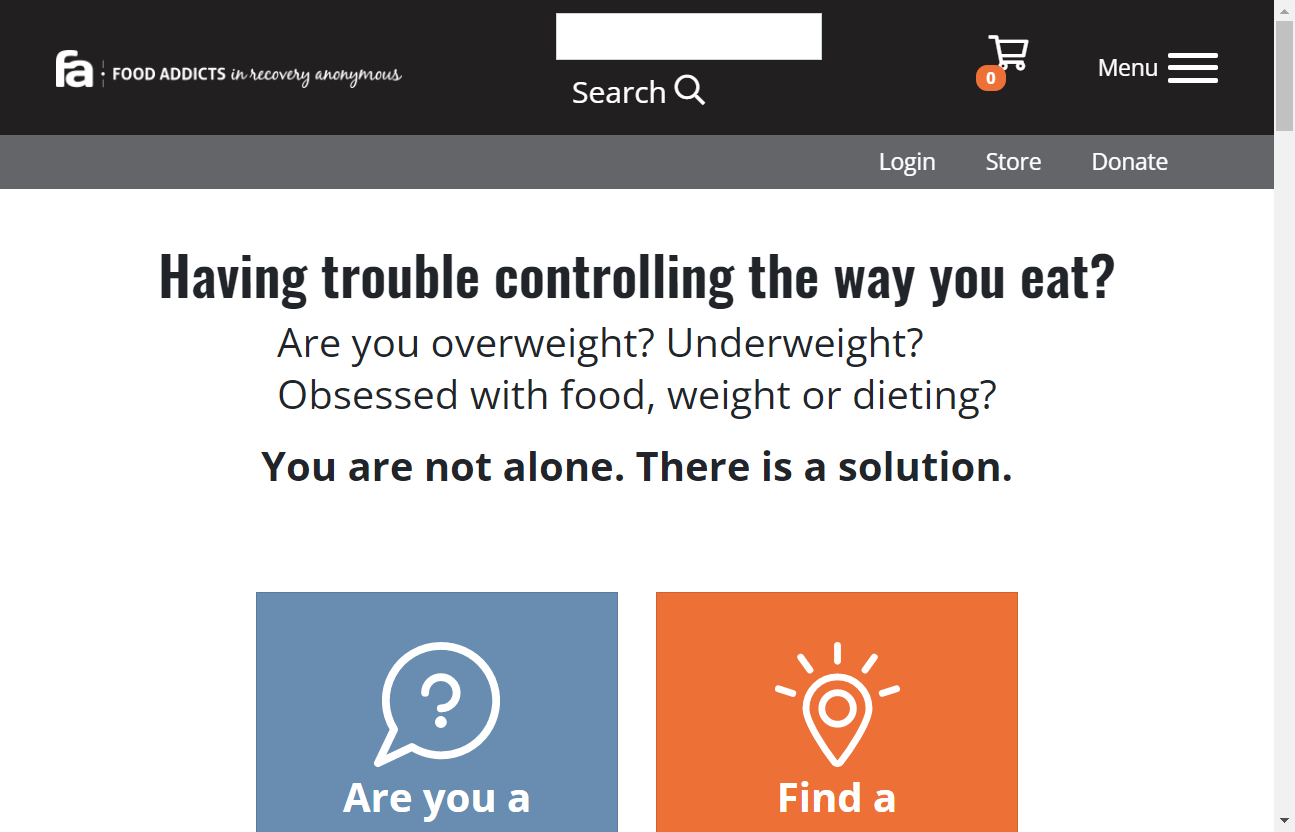 fa FOOD ADDICTS in recovery anonymous
Search
0
Menu
Login Store Donate
Having trouble controlling the way you eat?
Are you overweight? Underweight?
Obsessed with food, weight or dieting?
You are not alone. There is a solution.
?
Are you a
Find a